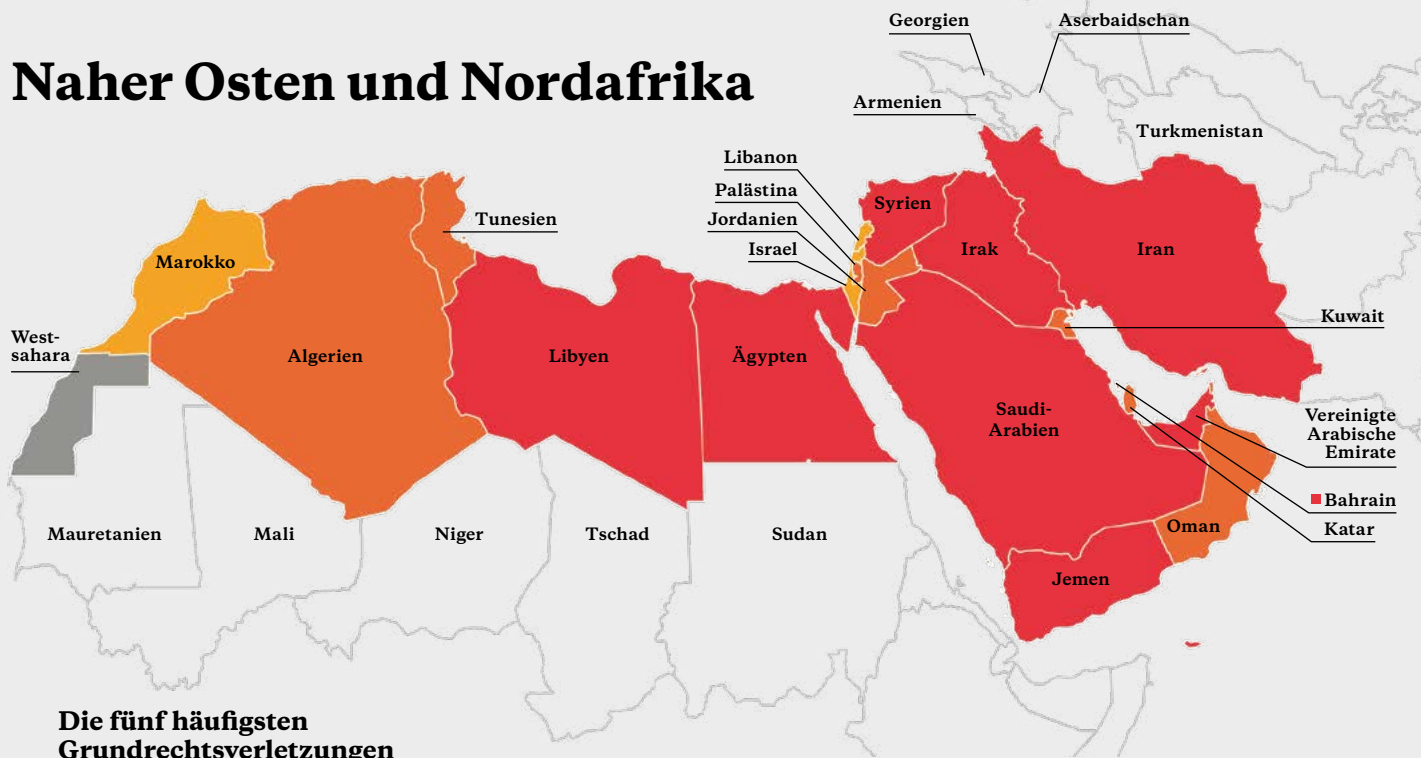 Naher Osten und Nordafrika
Georgien
Aserbaidschan
Armenien
Turkmenistan
Libanon
Palästina
Jordanien
Israel
Syrien
Irak
Iran
Tunesien
Marokko
West-
sahara
Algerien
Libyen
Ägypten
Kuwait
Saudi-
Arabien
Vereinigte
Arabische
Emirate
Bahrain
Katar
Oman
Jemen
Mauretanien
Mali
Niger
Tschad
Sudan
Die fünf häufigsten
Grundrechtsverletzungen